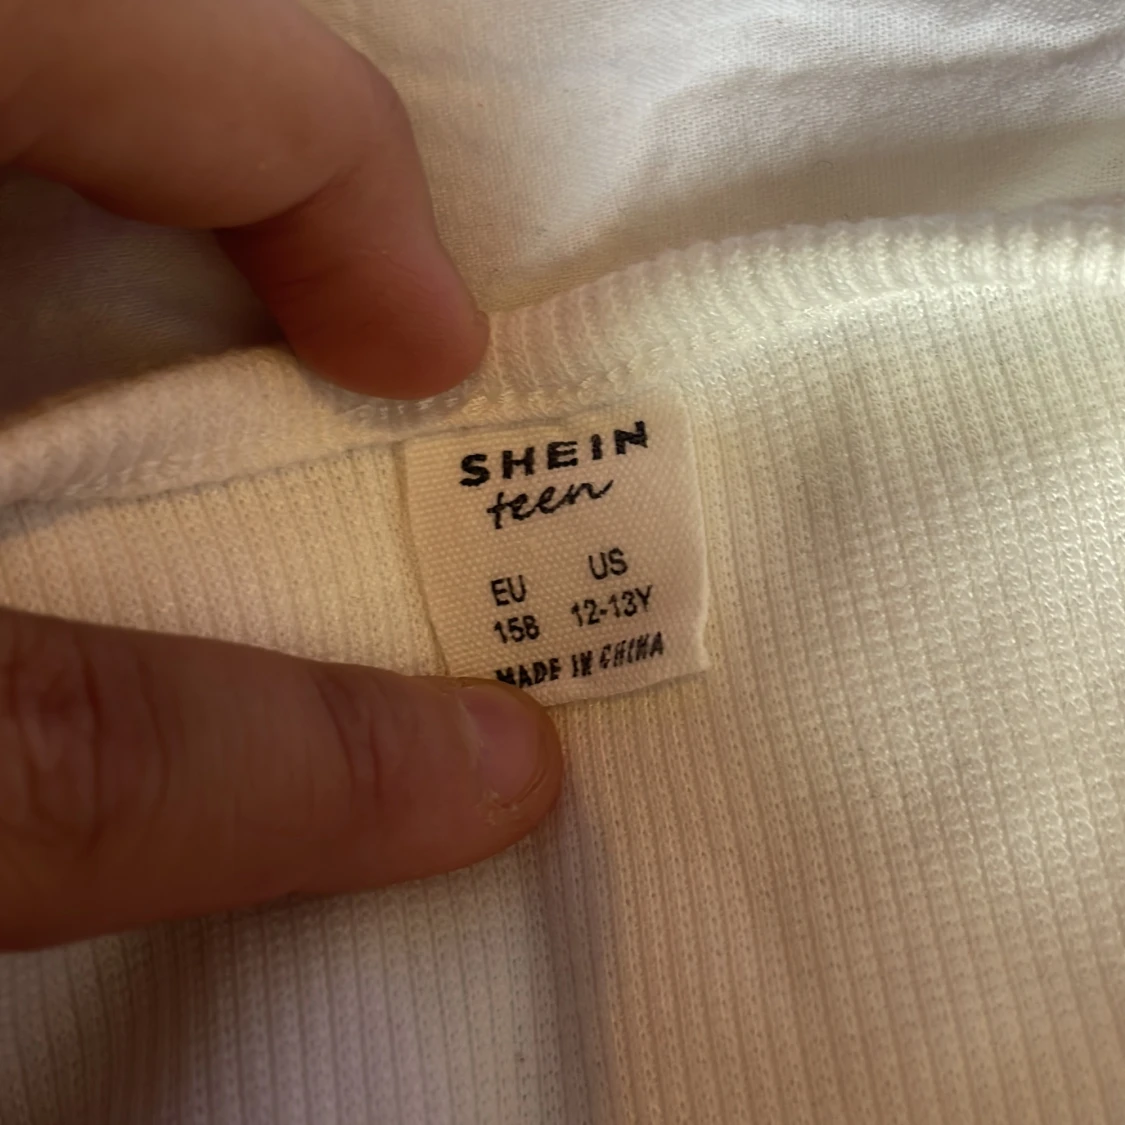 SHEIN
teen
EU US
158 12-13Y
MADE IN CHINA